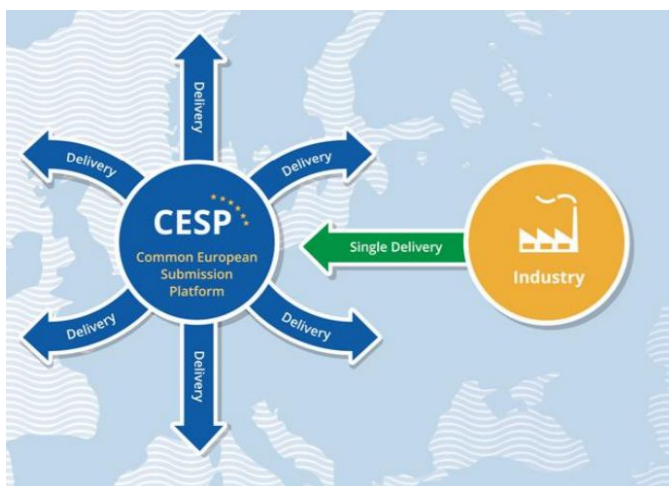 Delivery
Delivery
Delivery
CESP
Common European
Submission
Platform
Single Delivery
Industry
Delivery
Delivery
Delivery